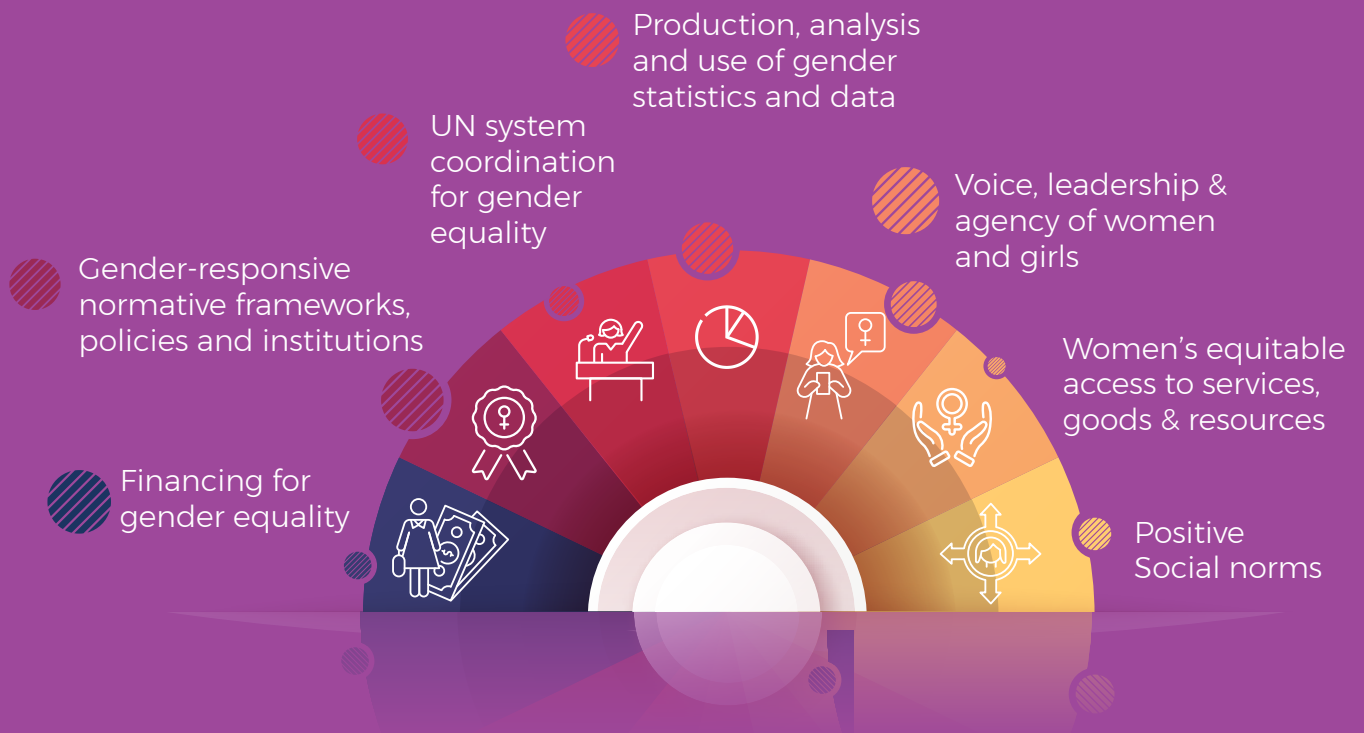 Production, analysis
and use of gender
statistics and data
UN system
coordination
for gender
equality
Voice, leadership &
agency of women
and girls
Gender-responsive
normative frameworks,
policies and institutions
Women’s equitable
access to services,
goods & resources
Financing for
gender equality
Positive
Social norms